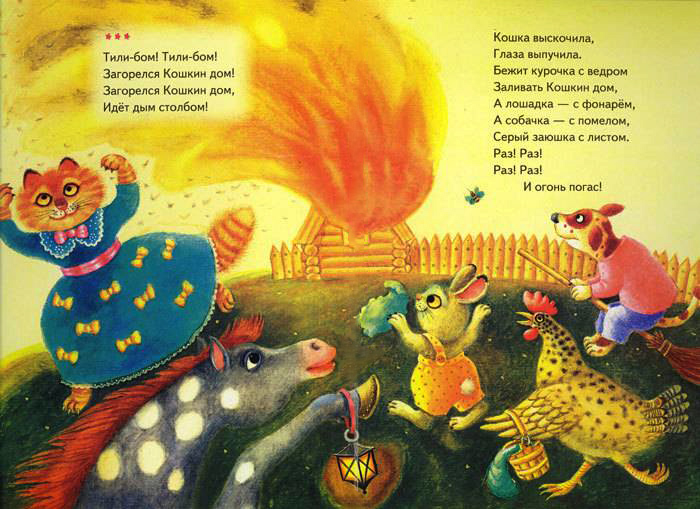 ***
Тили-бом! Тили-бом!
Загорелся Кошкин дом!
Загорелся Кошкин дом,
Идёт дым столбом!
Кошка выскочила,
Глаза выпучила.
Бежит курочка с ведром
Заливать Кошкин дом,
А лошадка — с фонарём,
А собачка — с помелом,
Серый заюшка с листом.
Раз! Раз!
Раз! Раз!
И огонь погас!